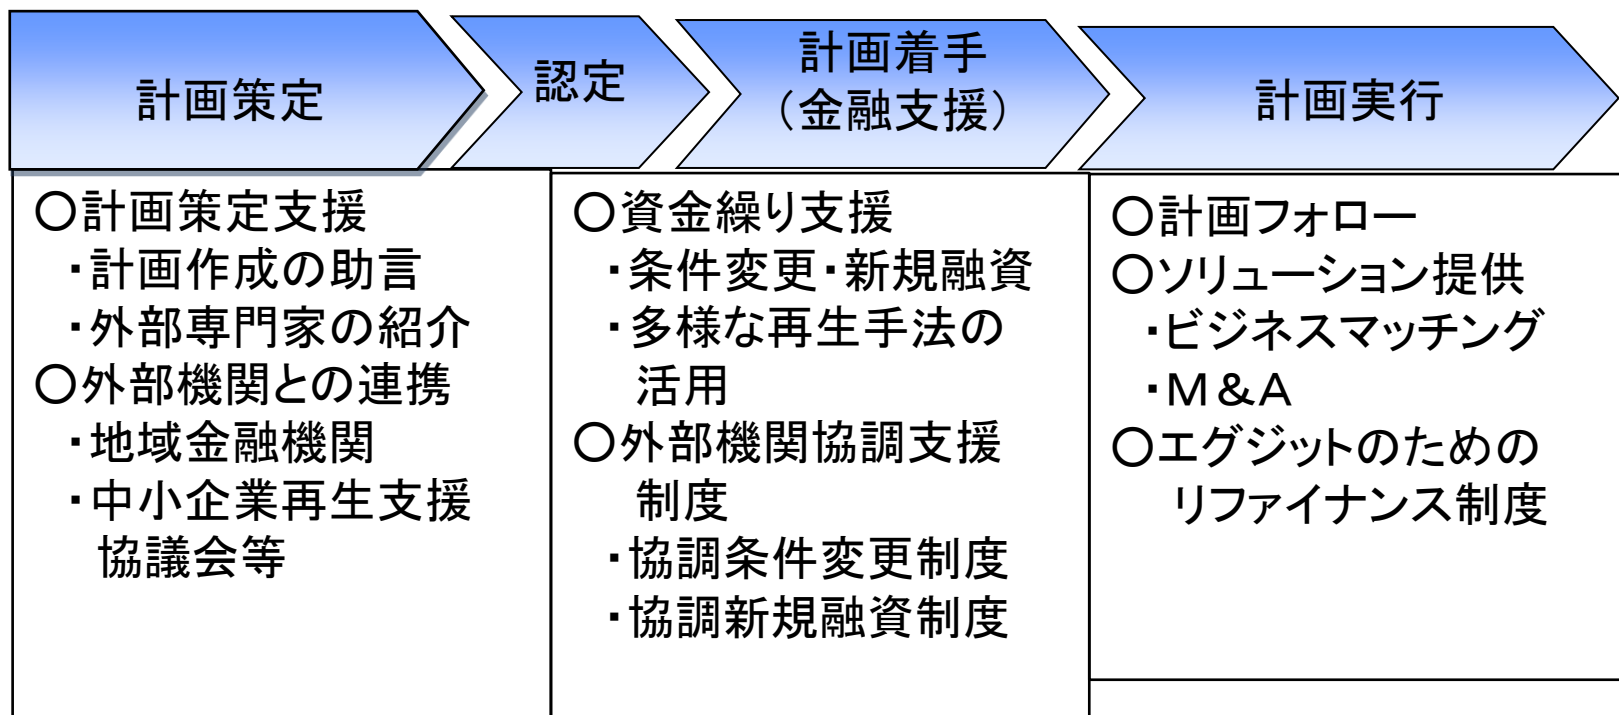 計画策定
認定
計画着手
（金融支援）
計画実行
○計画策定支援
・計画作成の助言
・外部専門家の紹介
○外部機関との連携
・地域金融機関
・中小企業再生支援
協議会等
○資金繰り支援
・条件変更・新規融資
・多様な再生手法の
活用
○外部機関協調支援
制度
・協調条件変更制度
・協調新規融資制度
○計画フォロー
○ソリューション提供
・ビジネスマッチング
・M＆A
○エグジットのための
リファイナンス制度